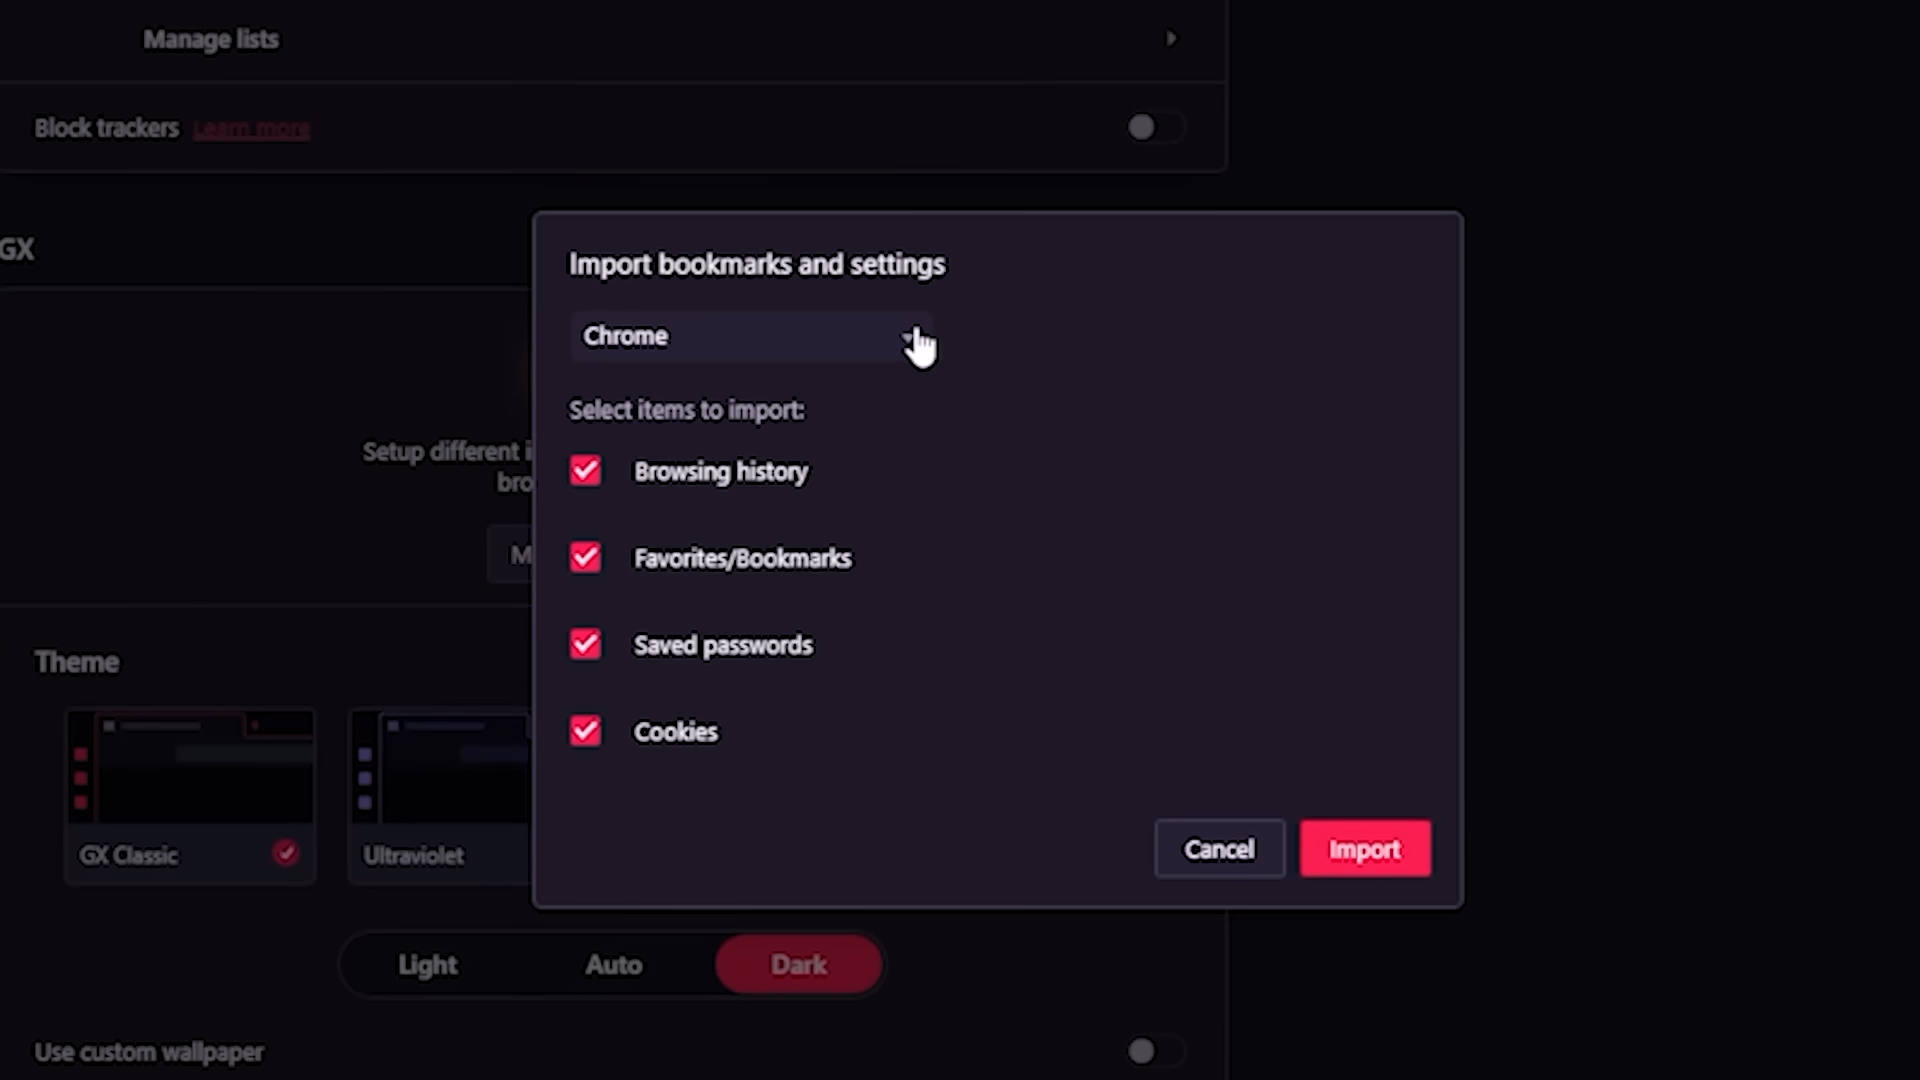 Manage lists
Block trackers Learn more
GX
Import bookmarks and settings
Chrome
Select items to import:
Setup different
bro
Browsing history
Favorites/Bookmarks
M
Saved passwords
Theme
Cookies
GX Classic
Ultraviolet
Cancel
Import
Light
Auto
Dark
Use custom wallpaper